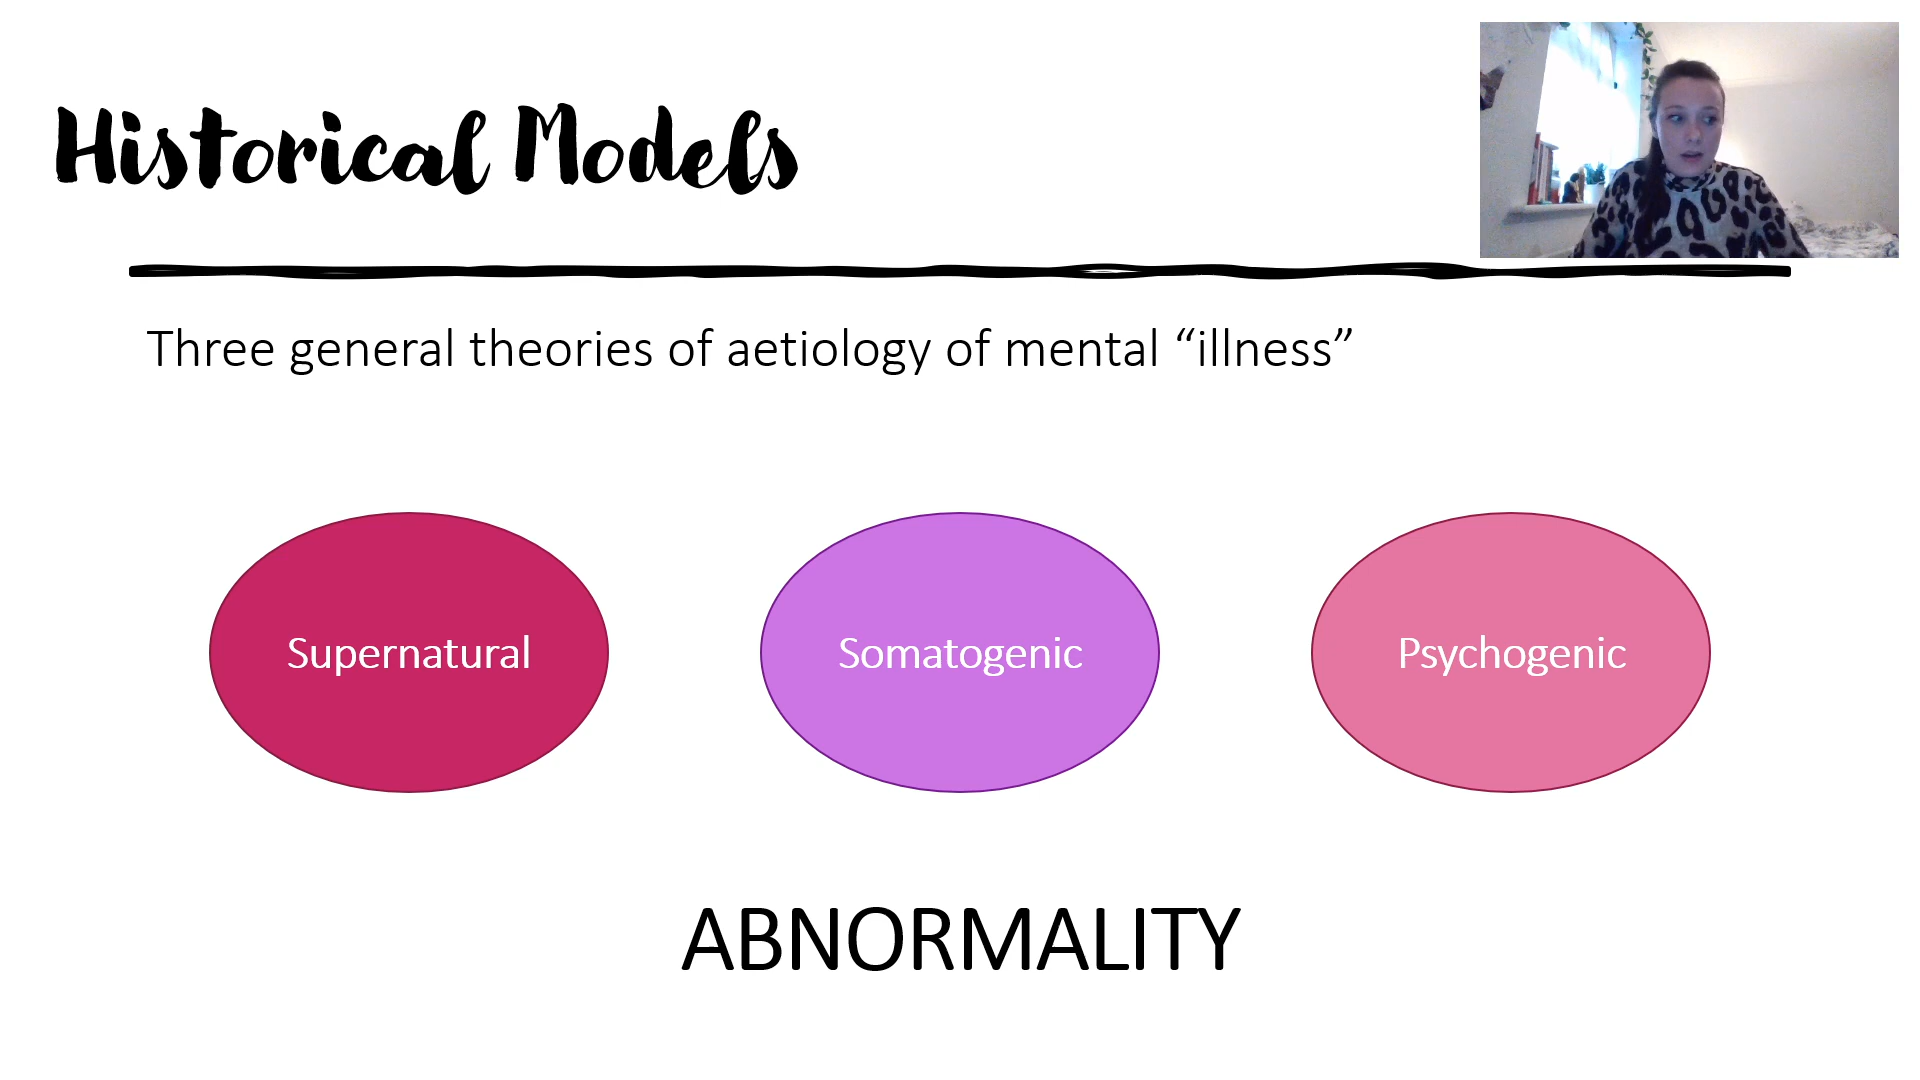 Historical Models
Three general theories of aetiology of mental “illness”
Supernatural
Somatogenic
Psychogenic
ABNORMALITY